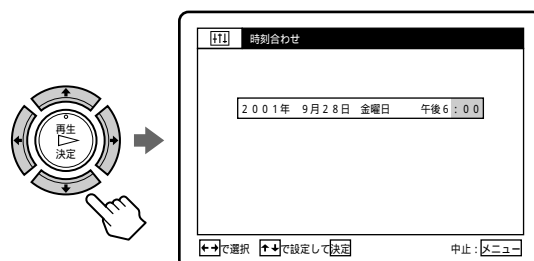 時刻合わせ
2001年 9月28日 金曜日 午後6:00
再生
決定
←→で選択 ↑↓で設定して決定 中止:メニュー